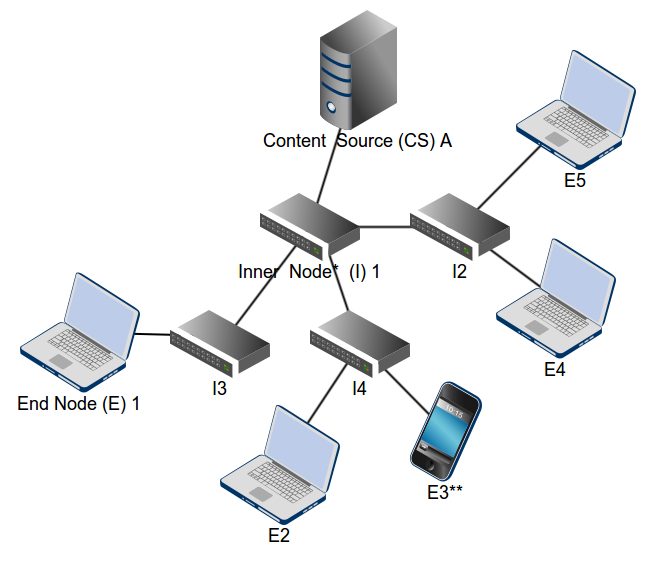 Content Source (CS) A
E5
Inner Node* (I) 1
I2
End Node (E) 1
I3
I4
E4
10:15
E3**
E2